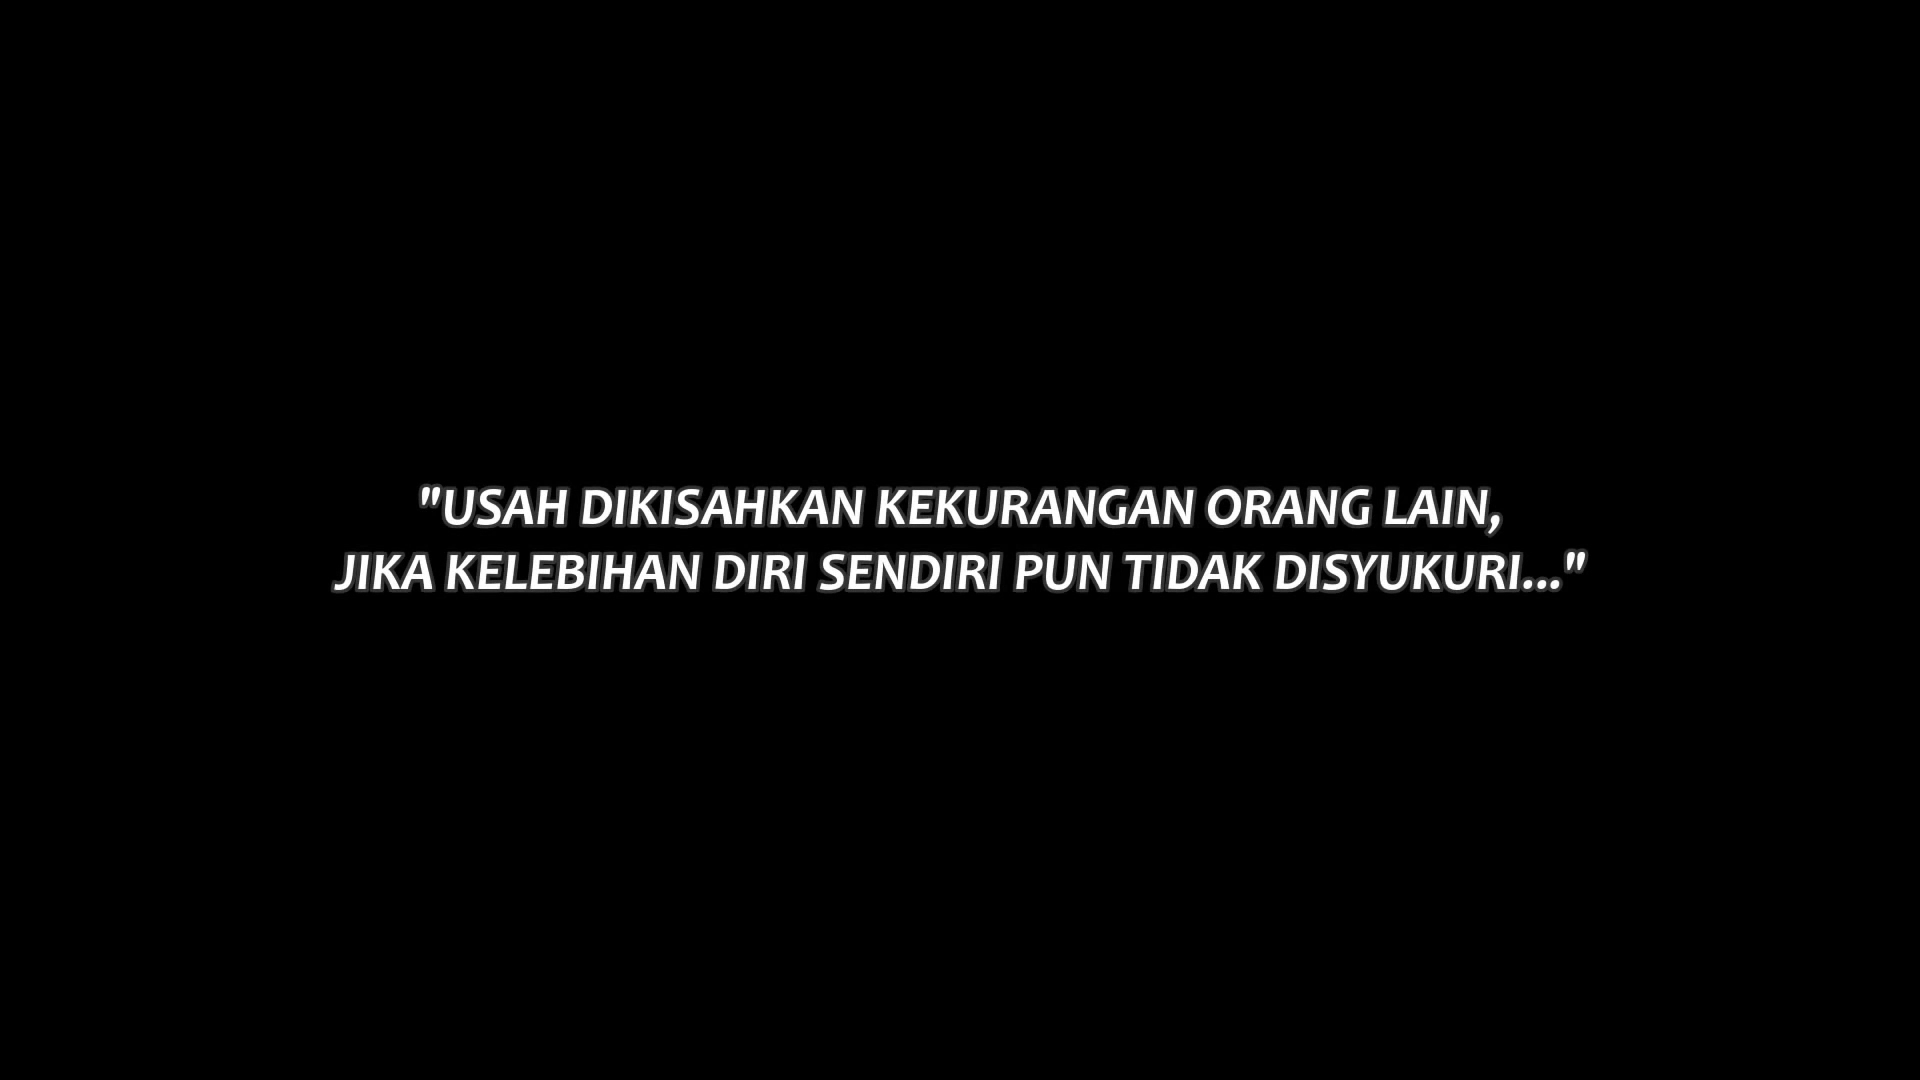 "USAH DIKISAHKAN KEKURANGAN ORANG LAIN,
JIKA KELEBIHAN DIRI SENDIRI PUN TIDAK DISYUKURI..."